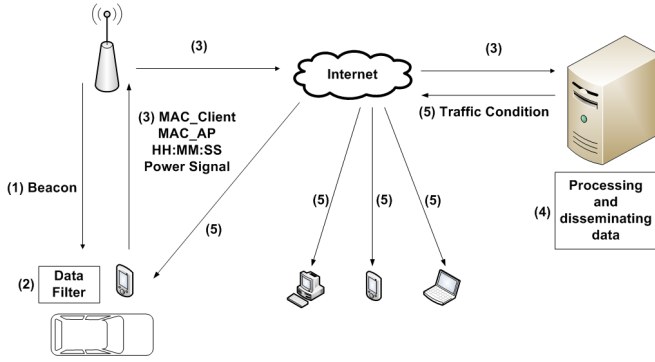 (3)
(3)
Internet
(3) MAC_Client
MAC_AP
HH:MM:SS
Power Signal
(5) Traffic Condition
(1) Beacon
(5)
(5)
(5)
(5)
(4)
Processing
and
disseminating
data
(2)
Data
Filter